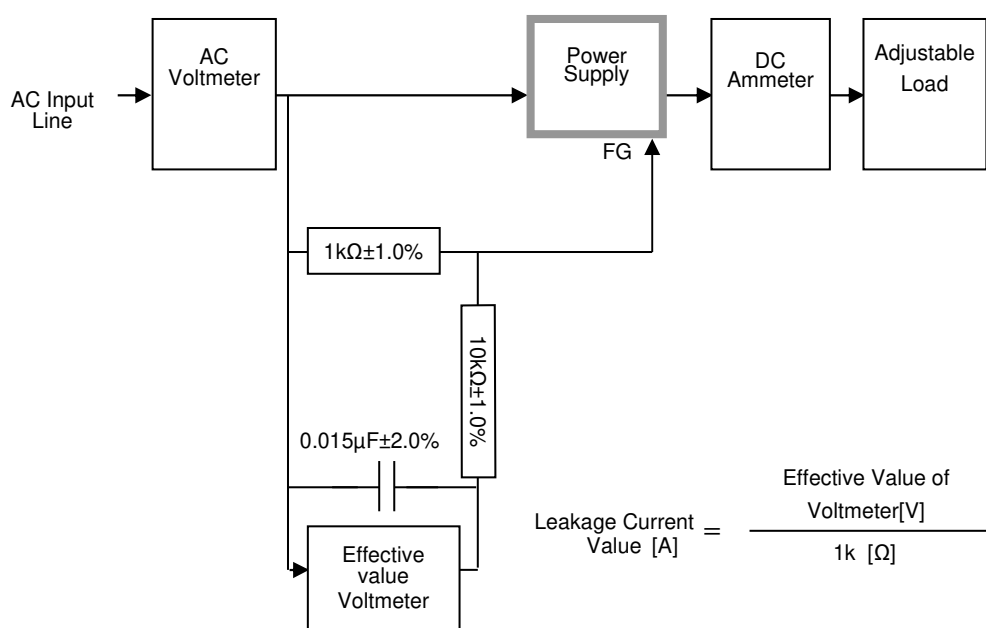 AC
Voltmeter
Power
Supply
DC
Ammeter
Adjustable
Load
AC Input
Line
FG
1kΩ±1.0%
10kΩ±1.0%
0.015µF±2.0%
Effective
value
Voltmeter
Leakage Current
Value [A]
=
Effective Value of
Voltmeter[V]
1k [Ω]